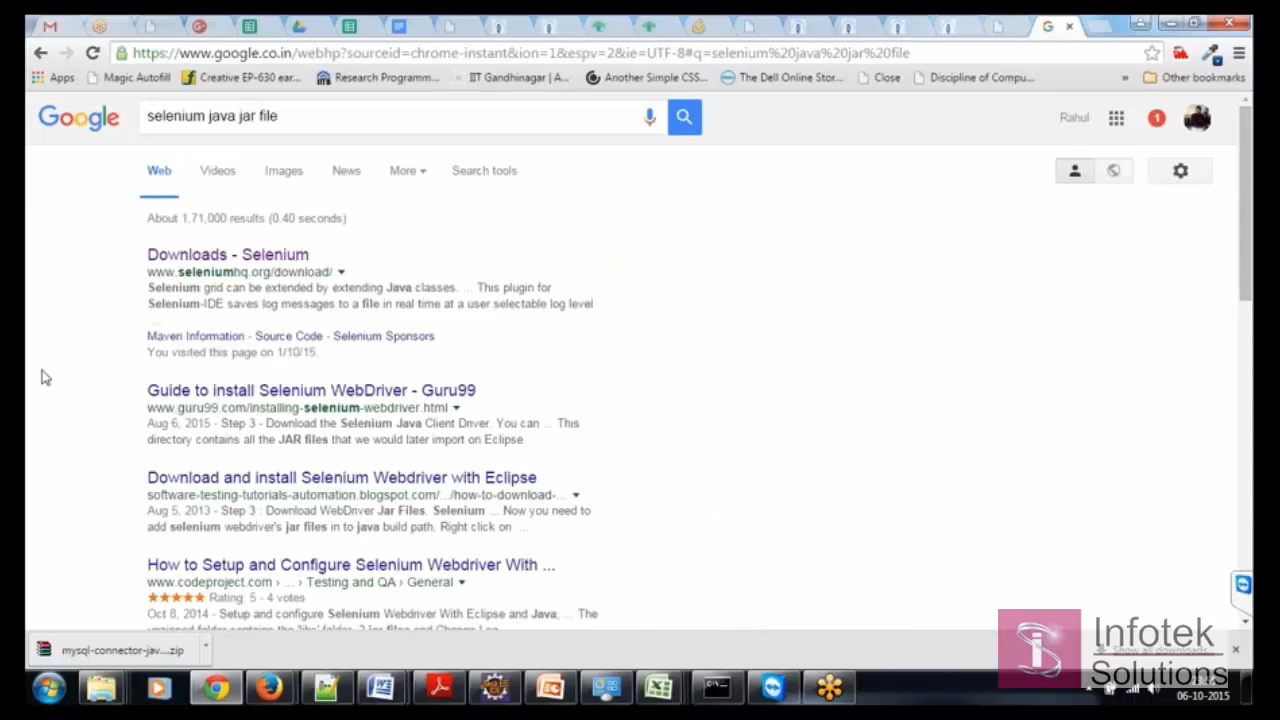 https://www.google.co.in/webhp?sourceid=chrome-instant&ion=1&espv=2&ie=UTF-8#q=selenium%20java%20jar%20file
Apps Magic Autofill Creative EP-630 ear... Research Programm... IIT Gandhinagar | A... Another Simple CSS... The Dell Online Stor... Close Discipline of Compu... » Other bookmarks
Google selenium java jar file Rahul 1
Web Videos Images News More Search tools
About 1,71,000 results (0.40 seconds)
Downloads - Selenium
www.seleniumhq.org/download/
Selenium grid can be extended by extending Java classes. ... This plugin for
Selenium-IDE saves log messages to a file in real time at a user selectable log level
...
Maven Information - Source Code - Selenium Sponsors
You visited this page on 1/10/15.
Guide to install Selenium WebDriver - Guru99
www.guru99.com/installing-selenium-webdriver.html
Aug 6, 2015 - Step 3 - Download the Selenium Java Client Driver. You can ... This
directory contains all the JAR files that we would later import on Eclipse
Download and install Selenium Webdriver with Eclipse
software-testing-tutorials-automation.blogspot.com/.../how-to-download-...
Aug 5, 2013 - Step 3 : Download WebDriver Jar Files. Selenium ... Now you need to
add selenium webdriver's jar files in to java build path. Right click on ...
How to Setup and Configure Selenium Webdriver With ...
www.codeproject.com › ... › Testing and QA › General
Rating: 5 - 4 votes
Oct 8, 2014 - Setup and configure Selenium Webdriver With Eclipse and Java; ... The
mysql-connector-jav....zip
Show all downloads...
Infotek
Solutions
06-10-2015